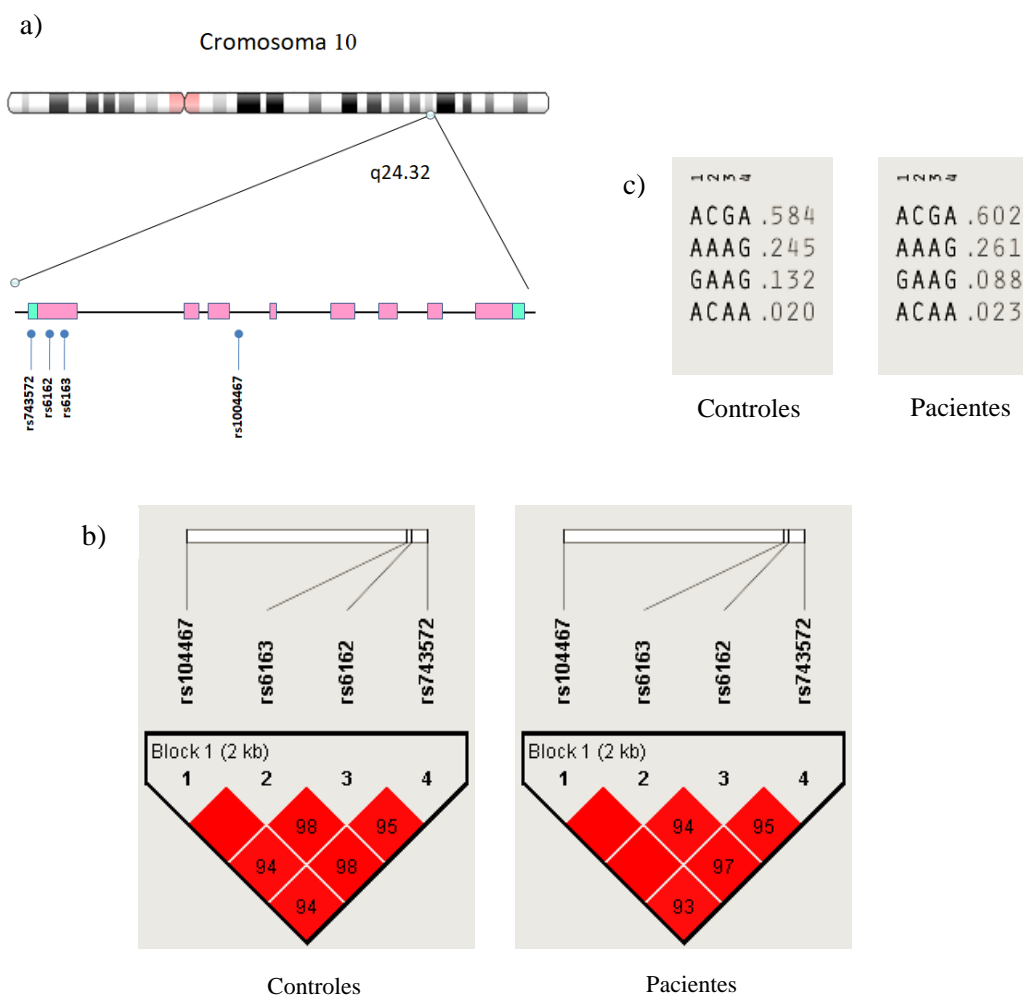 a)
Cromosoma 10
q24.32
rs743572
rs6162
rs6163
rs1004467
c)
1 2 3 4
ACGA .584
AAAG .245
GAAG .132
ACAA .020
Controles
1 2 3 4
ACGA .602
AAAG .261
GAAG .088
ACAA .023
Pacientes
b)
rs104467
rs6163
rs6162
rs743572
Block 1 (2 kb)
1 2 3 4
98 95
94 98
94
Controles
rs104467
rs6163
rs6162
rs743572
Block 1 (2 kb)
1 2 3 4
94 95
97
93
Pacientes